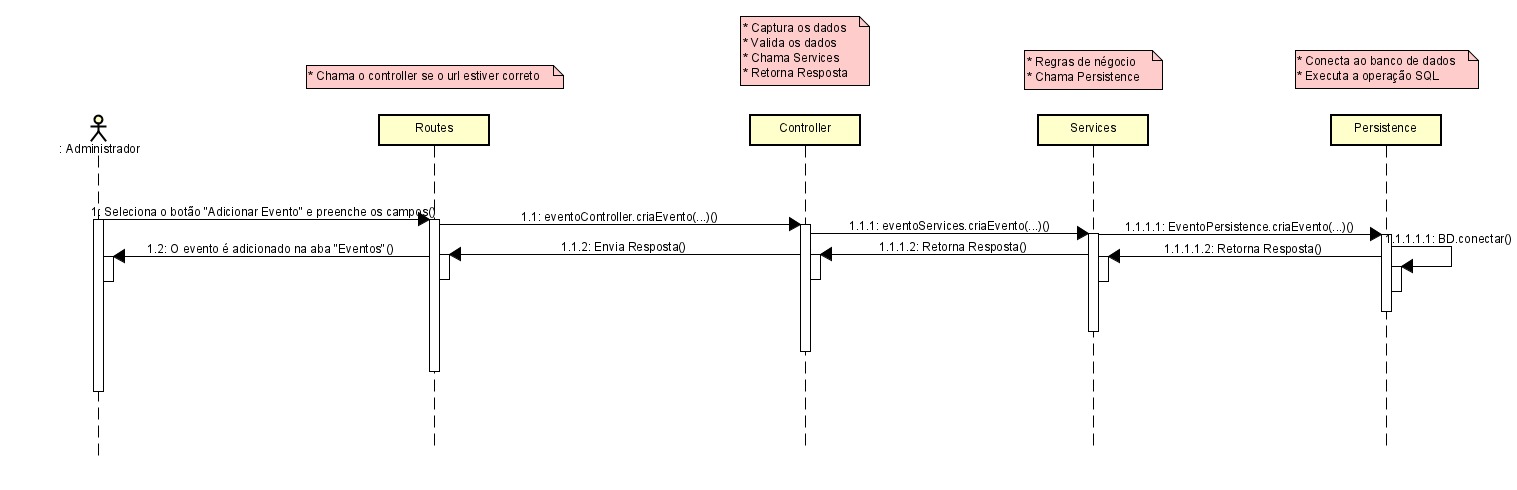 * Captura os dados
* Valida os dados
* Chama Services
* Retorna Resposta
* Chama o controller se o url estiver correto
* Regras de négocio
* Chama Persistence
* Conecta ao banco de dados
* Executa a operação SQL
: Administrador
Routes
Controller
Services
Persistence
1: Seleciona o botão "Adicionar Evento" e preenche os campos()
1.1: eventoController.criaEvento(...)()
1.1.1: eventoServices.criaEvento(...)()
1.1.1.1: EventoPersistence.criaEvento(...)()
1.1.1.1.1: BD.conectar()
1.2: O evento é adicionado na aba "Eventos"()
1.1.2: Envia Resposta()
1.1.1.2: Retorna Resposta()
1.1.1.1.2: Retorna Resposta()